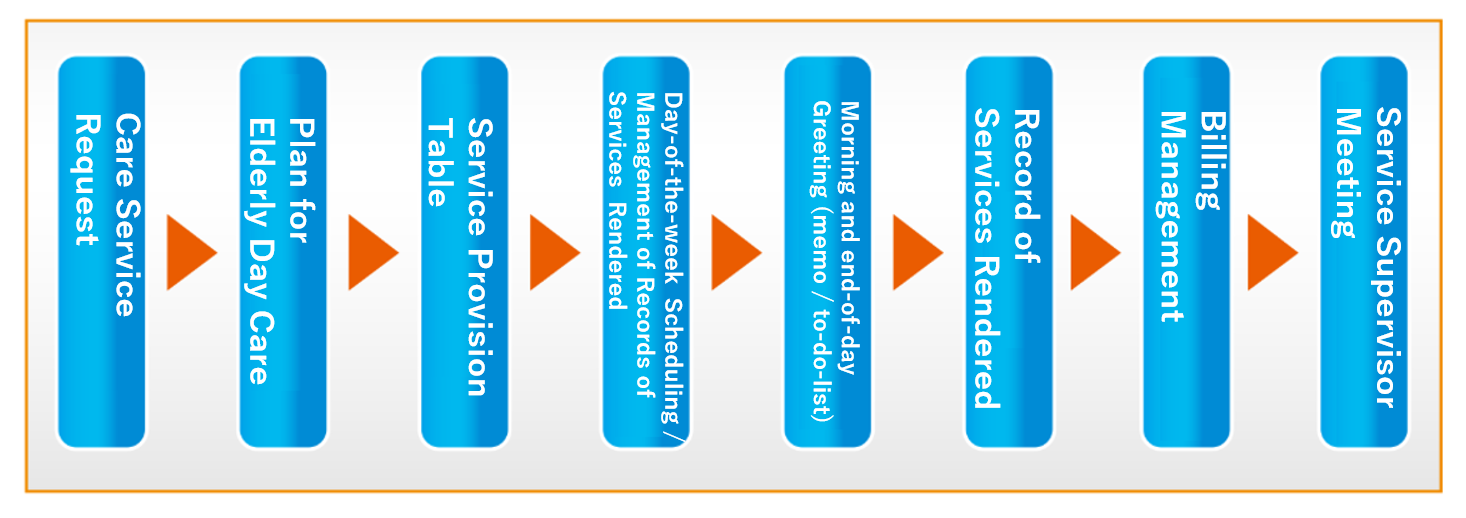 Care Service
Request
Plan for
Elderly Day Care
Service Provision
Table
Day-of-the-week Scheduling /
Management of Records of
Services Rendered
Morning and end-of-day
Greeting (memo / to-do-list)
Record of
Services Rendered
Billing
Management
Service Supervisor
Meeting